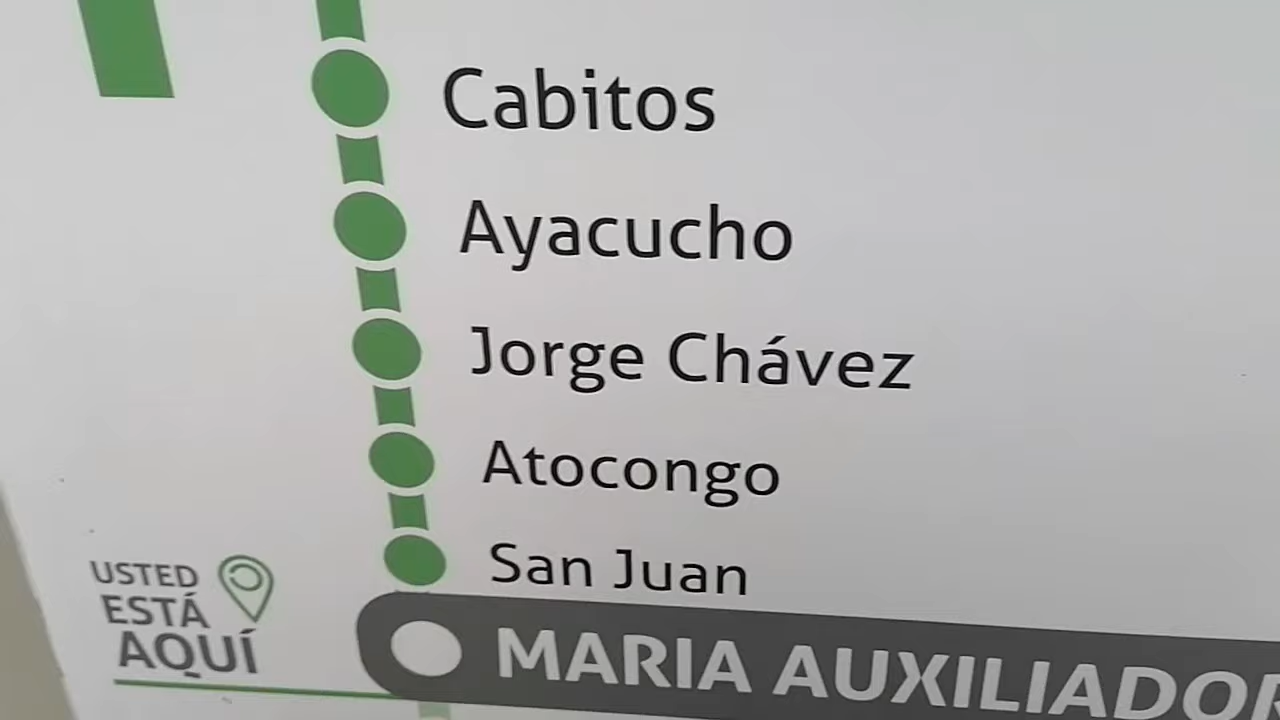 Cabitos
Ayacucho
Jorge Chávez
Atocongo
San Juan
USTED
ESTÁ
AQUÍ
MARIA AUXILIADOR